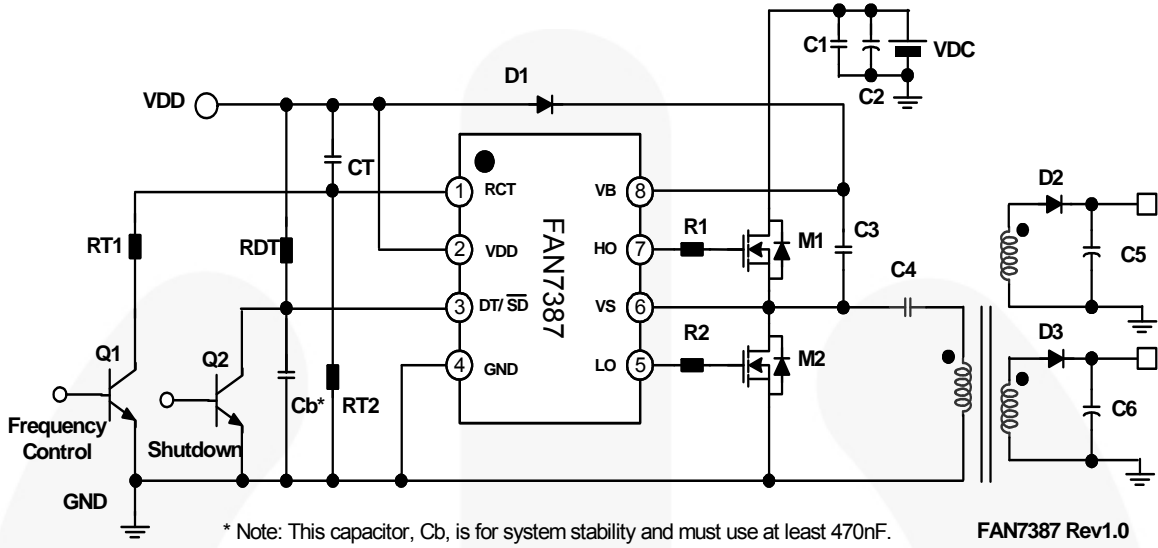 C1
VDC
C2
D1
VDD
CT
1
RCT
VB
8
D2
RT1
RDT
2
VDD
FAN7387
HO
7
R1
M1
C3
C5
C4
3
DT/ S̅D̅
VS
6
D3
Q1
Q2
4
GND
LO
5
R2
M2
Cb*
RT2
C6
Frequency
Control
Shutdown
GND
* Note: This capacitor, Cb, is for system stability and must use at least 470nF.
FAN7387 Rev1.0